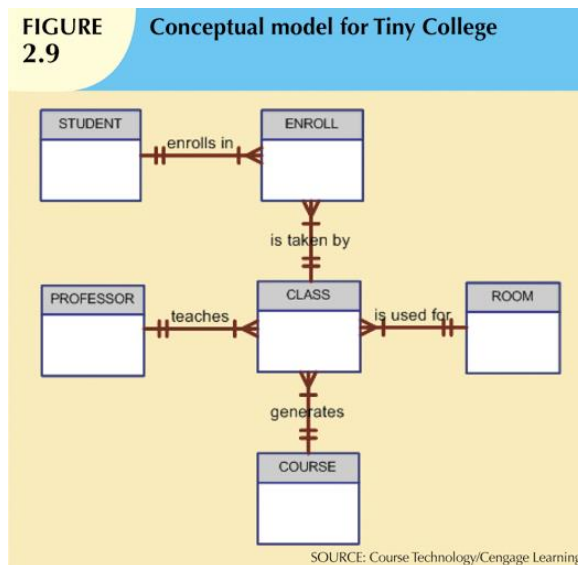 FIGURE
2.9
Conceptual model for Tiny College
STUDENT
enrolls in
ENROLL
is taken by
PROFESSOR
teaches
CLASS
is used for
ROOM
generates
COURSE
SOURCE: Course Technology/Cengage Learning